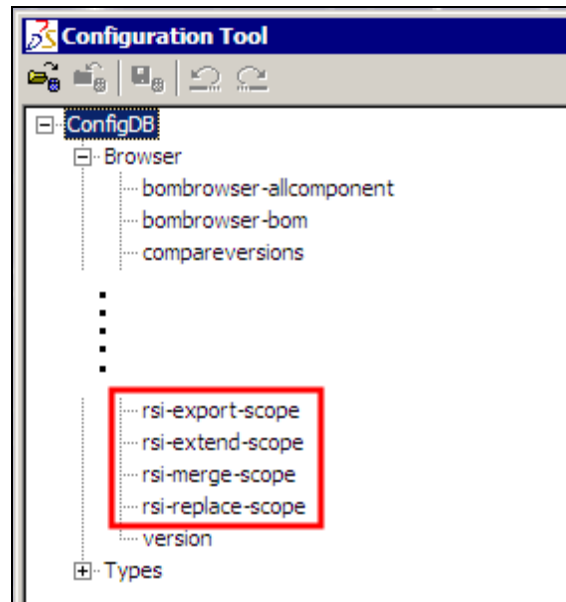 Configuration Tool
ConfigDB
Browser
bombrowser-allcomponent
bombrowser-bom
compareversions
rsi-export-scope
rsi-extend-scope
rsi-merge-scope
rsi-replace-scope
version
Types